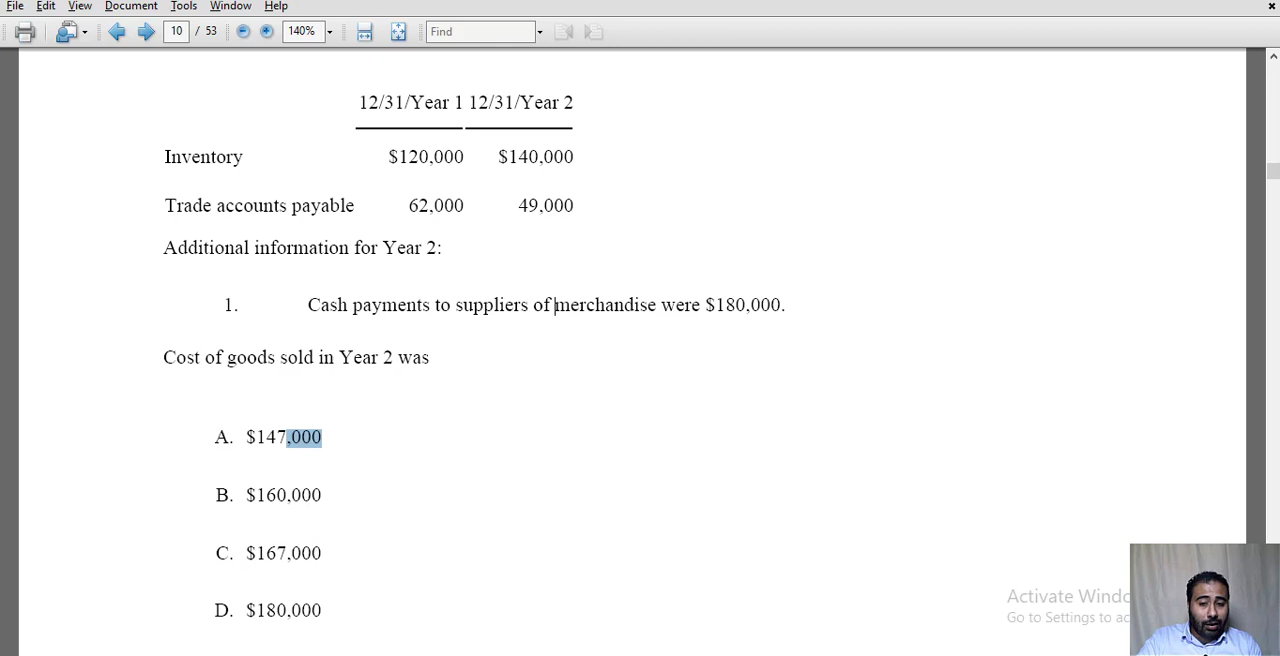 File Edit View Document Tools Window Help
10 / 53 140% Find
12/31/Year 1 12/31/Year 2
Inventory $120,000 $140,000
Trade accounts payable 62,000 49,000
Additional information for Year 2:
1. Cash payments to suppliers of merchandise were $180,000.
Cost of goods sold in Year 2 was
A. $147,000
B. $160,000
C. $167,000
D. $180,000
Activate Windo
Go to Settings to ac